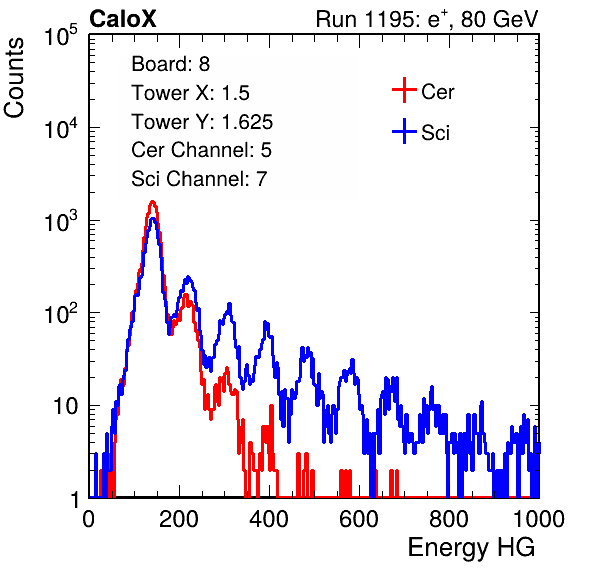 CaloX Run 1195: e⁺, 80 GeV
Counts
10⁵
10⁴
10³
10²
10
1
Board: 8
Tower X: 1.5
Tower Y: 1.625
Cer Channel: 5
Sci Channel: 7
Cer
Sci
0 200 400 600 800 1000
Energy HG